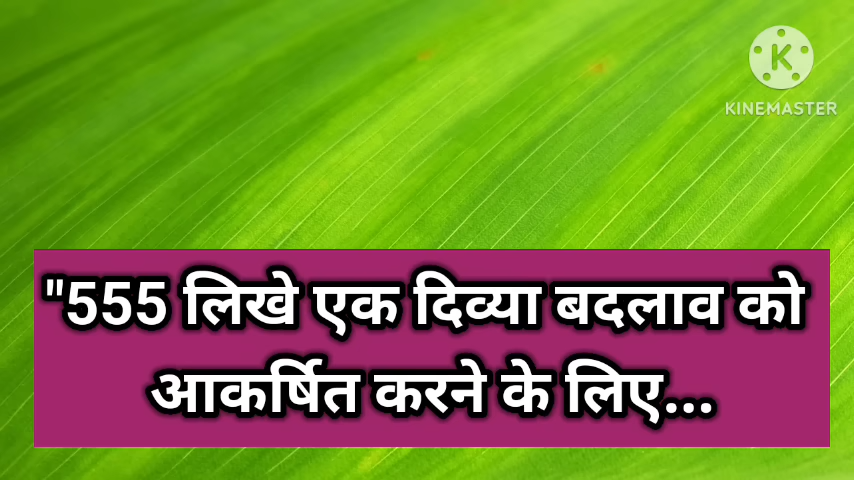 KINEMASTER
"555 लिखे एक दिव्या बदलाव को
आकर्षित करने के लिए...